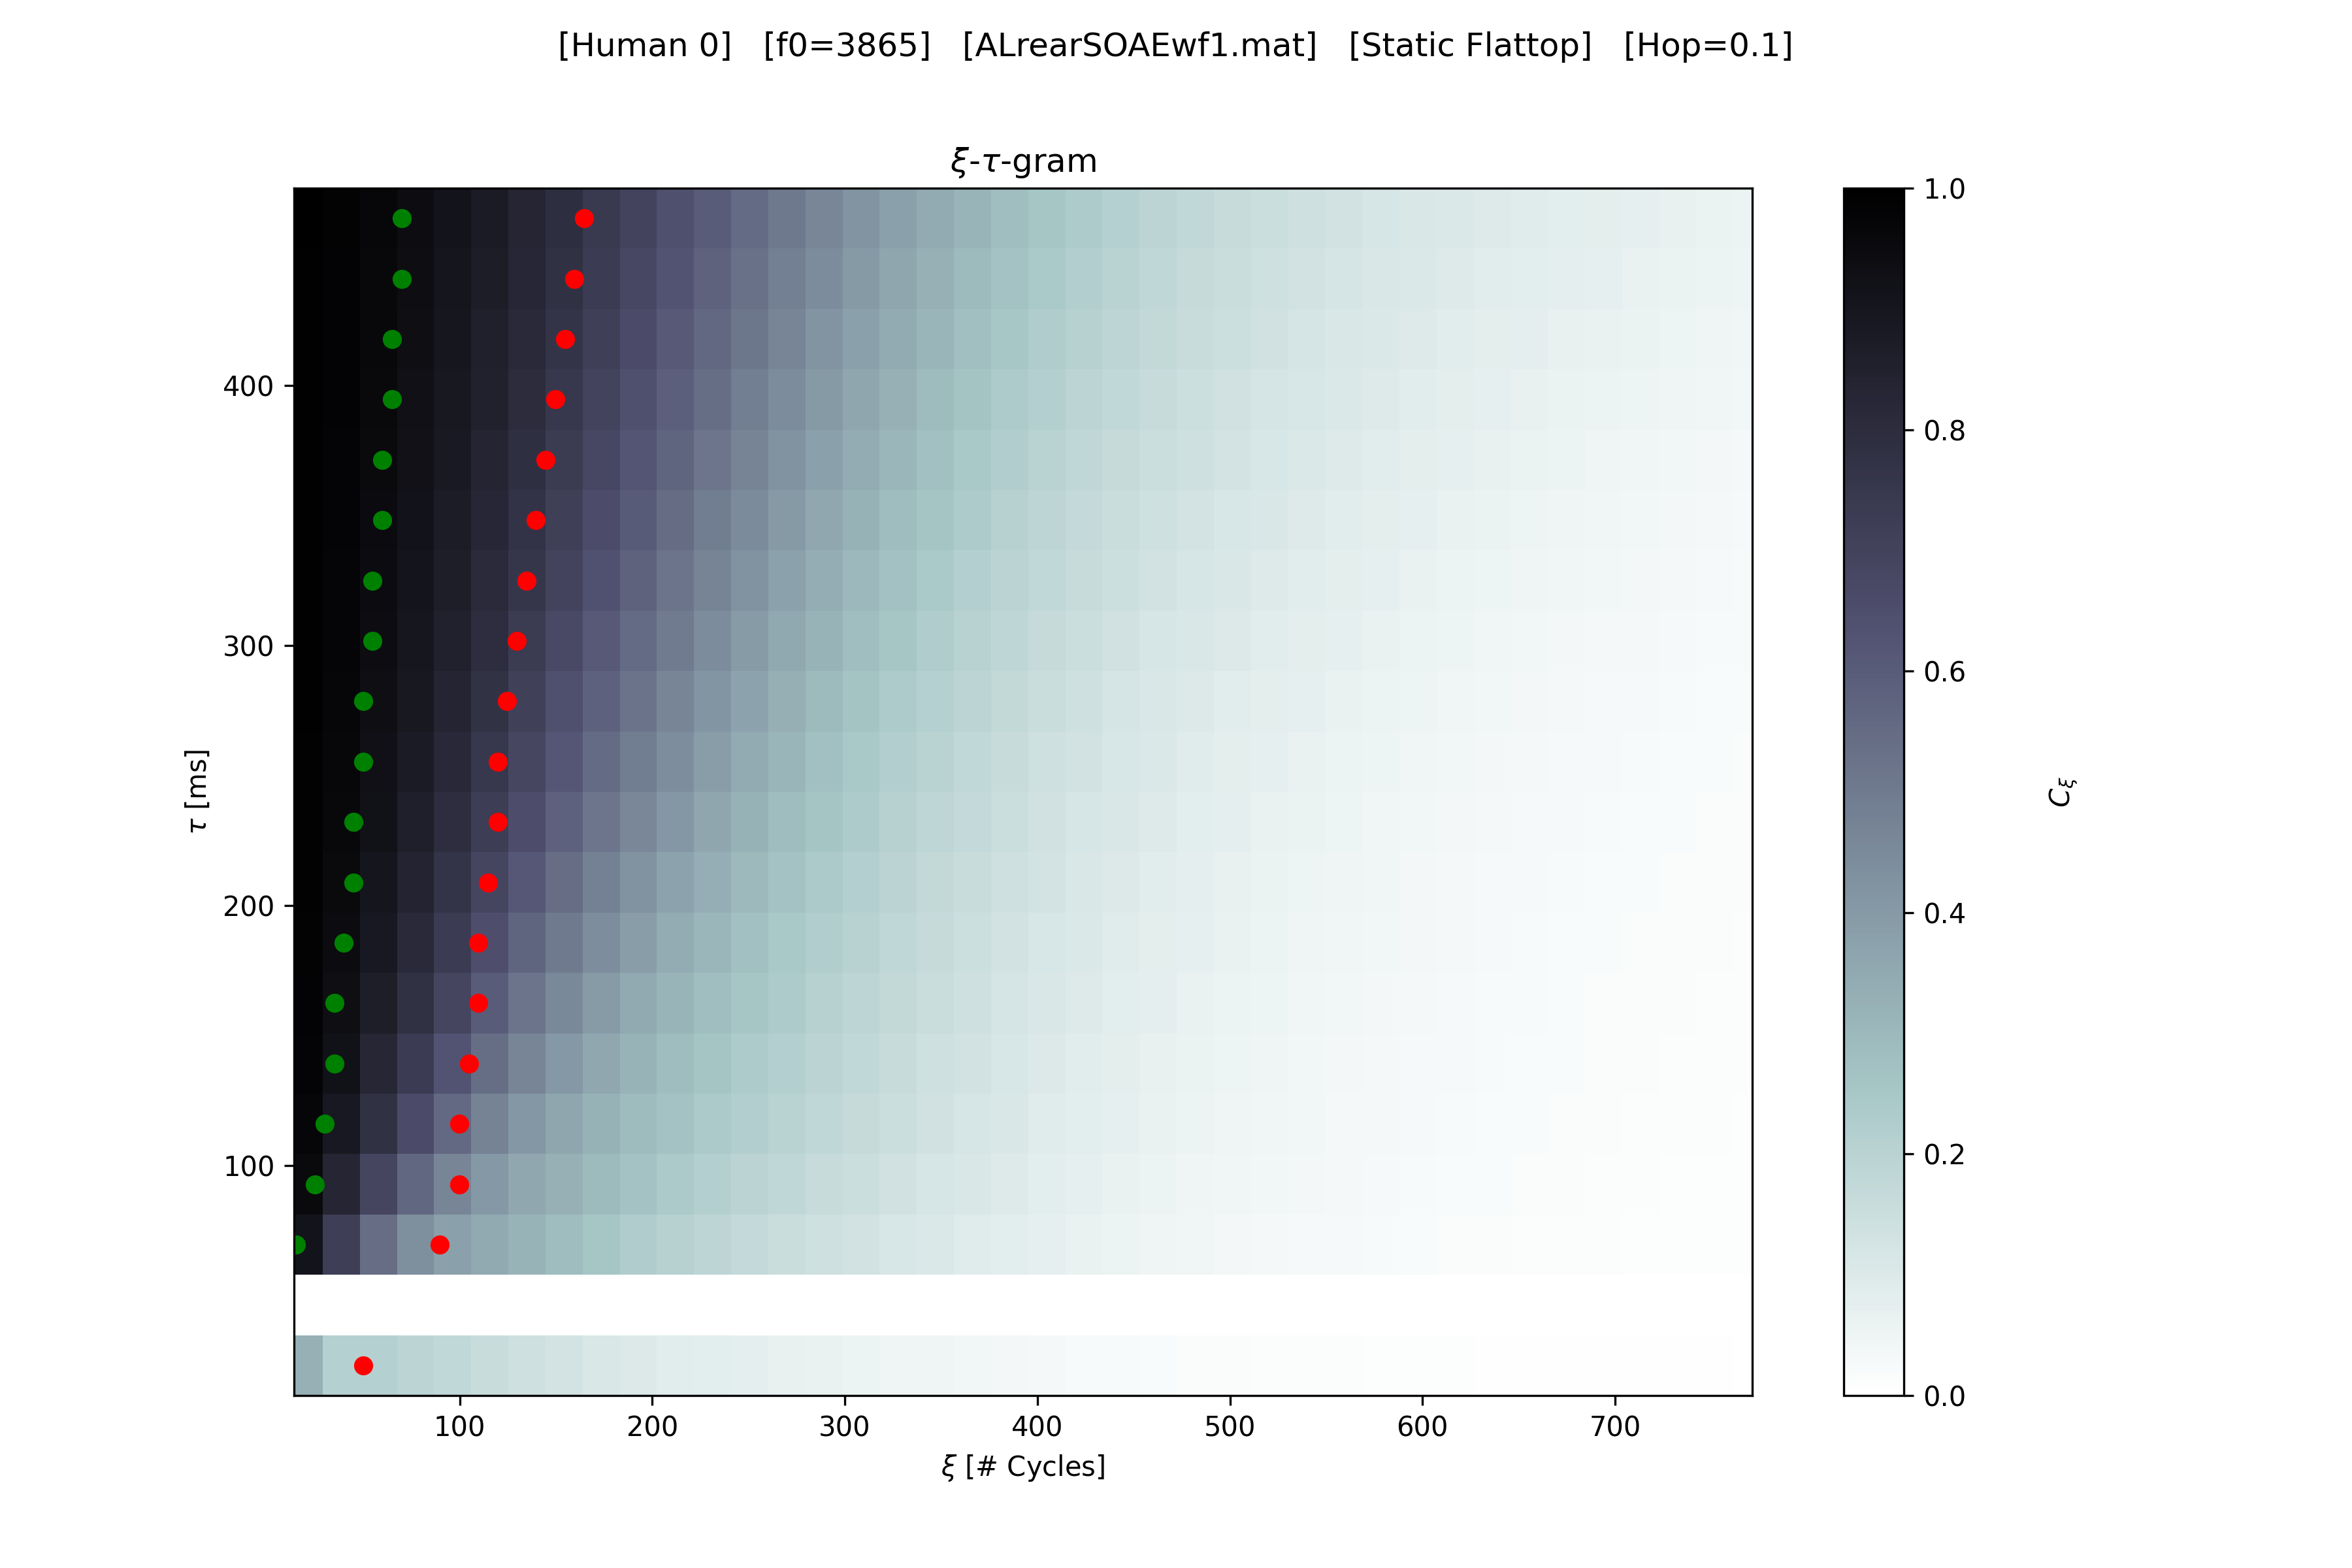 [Human 0]   [f0=3865]   [ALrearSOAEwf1.mat]   [Static Flattop]   [Hop=0.1]
ξ-τ-gram
400
300
200
100
τ [ms]
100 200 300 400 500 600 700
ξ [# Cycles]
1.0
0.8
0.6
0.4
0.2
0.0
C_ξ